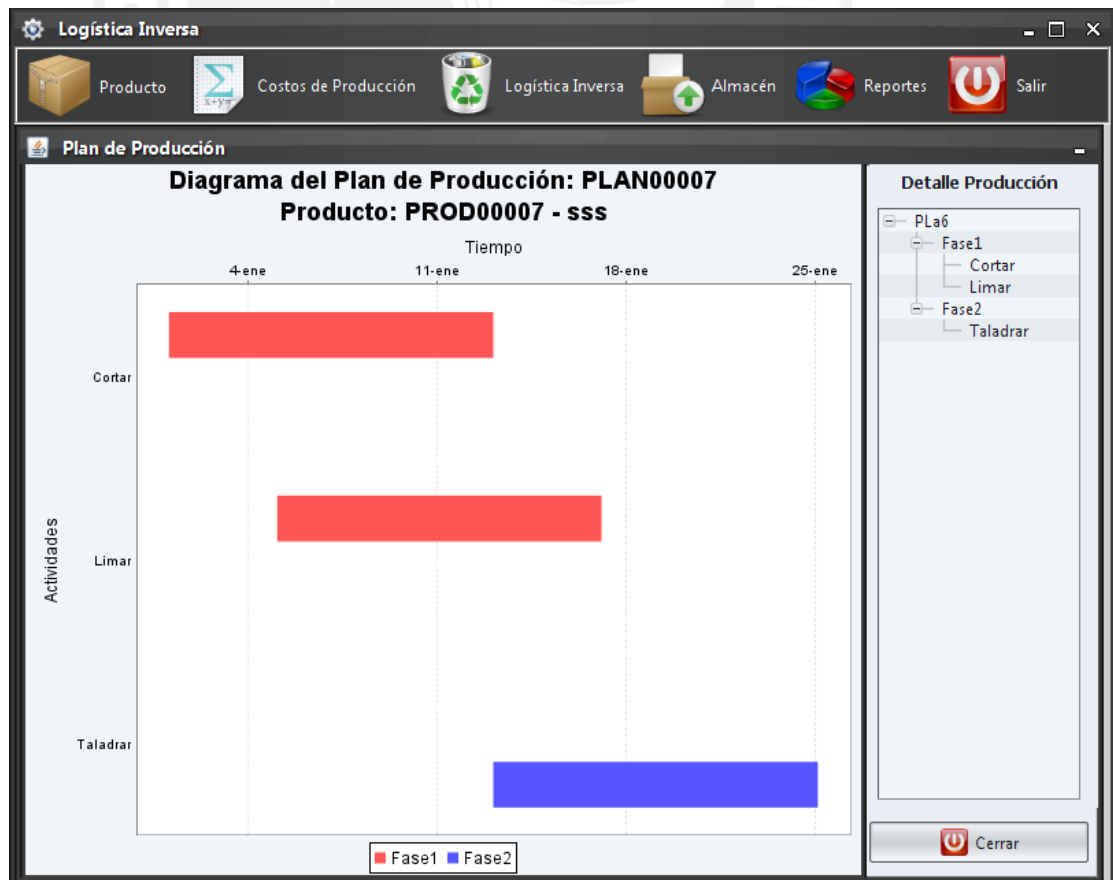 Logística Inversa
Producto
x+y=
Costos de Producción
Logística Inversa
Almacén
Reportes
Salir
Plan de Producción
Diagrama del Plan de Producción: PLAN00007
Producto: PROD00007 - sss
Tiempo
4-ene 11-ene 18-ene 25-ene
Cortar
Limar
Taladrar
Actividades
Fase1 Fase2
Detalle Producción
PLa6
Fase1
Cortar
Limar
Fase2
Taladrar
Cerrar